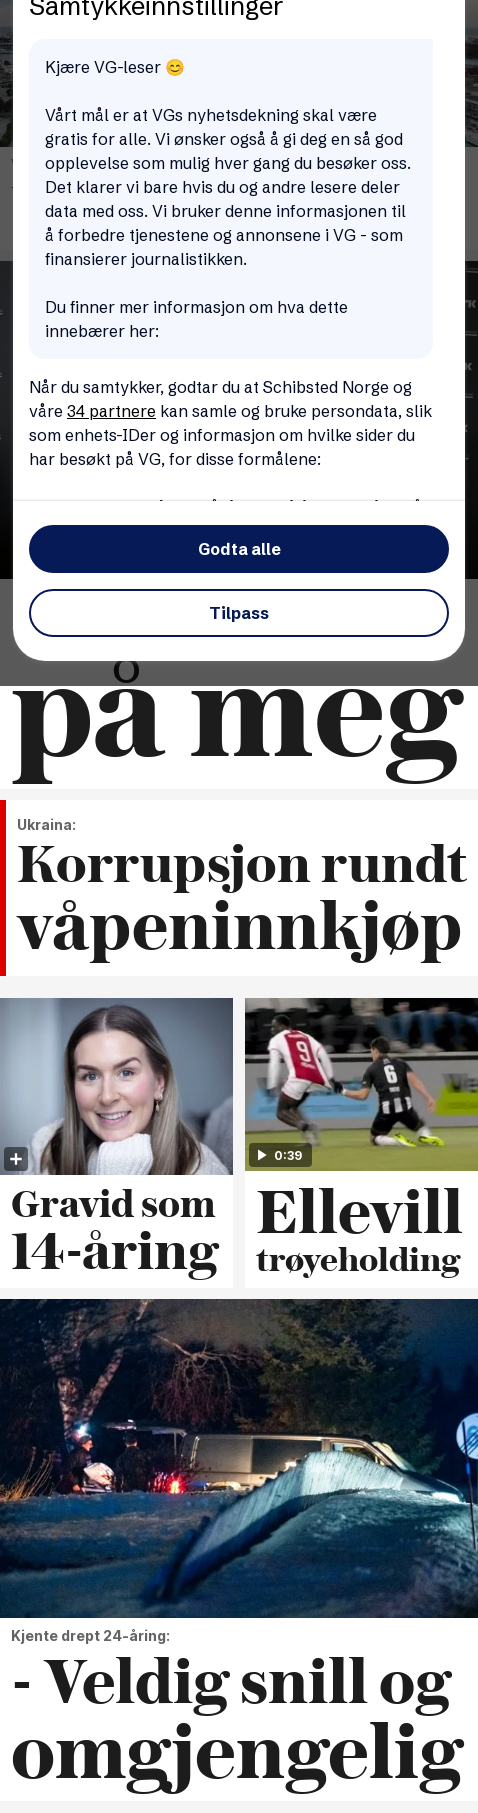 Samtykkeinnstillinger
Kjære VG-leser 😊
Vårt mål er at VGs nyhetsdekning skal være
gratis for alle. Vi ønsker også å gi deg en så god
opplevelse som mulig hver gang du besøker oss.
Det klarer vi bare hvis du og andre lesere deler
data med oss. Vi bruker denne informasjonen til
å forbedre tjenestene og annonsene i VG - som
finansierer journalistikken.
Du finner mer informasjon om hva dette
innebærer her:
Når du samtykker, godtar du at Schibsted Norge og
våre 34 partnere kan samle og bruke persondata, slik
som enhets-IDer og informasjon om hvilke sider du
har besøkt på VG, for disse formålene:
Godta alle
Tilpass
på meg
Ukraina:
Korrupsjon rundt
våpeninnkjøp
9
6
0:39
Gravid som
14-åring
Ellevill
trøyeholding
Kjente drept 24-åring:
- Veldig snill og
omgjengelig